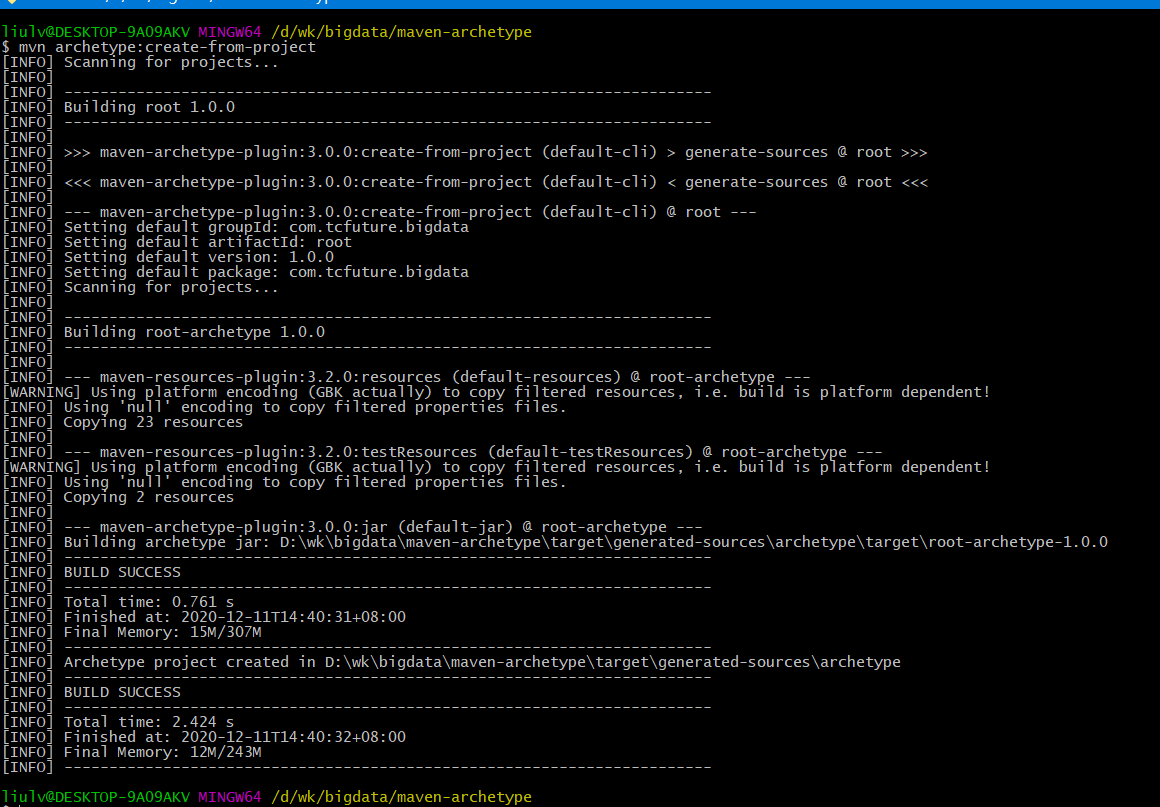 liulv@DESKTOP-9A09AKV MINGW64 /d/wk/bigdata/maven-archetype
$ mvn archetype:create-from-project
[INFO] Scanning for projects...
[INFO]
[INFO] ------------------------------------------------------------------------
[INFO] Building root 1.0.0
[INFO] ------------------------------------------------------------------------
[INFO]
[INFO] >>> maven-archetype-plugin:3.0.0:create-from-project (default-cli) > generate-sources @ root >>>
[INFO]
[INFO] <<< maven-archetype-plugin:3.0.0:create-from-project (default-cli) < generate-sources @ root <<<
[INFO]
[INFO] --- maven-archetype-plugin:3.0.0:create-from-project (default-cli) @ root ---
[INFO] Setting default groupId: com.tcfuture.bigdata
[INFO] Setting default artifactId: root
[INFO] Setting default version: 1.0.0
[INFO] Setting default package: com.tcfuture.bigdata
[INFO] Scanning for projects...
[INFO]
[INFO] ------------------------------------------------------------------------
[INFO] Building root-archetype 1.0.0
[INFO] ------------------------------------------------------------------------
[INFO]
[INFO] --- maven-resources-plugin:3.2.0:resources (default-resources) @ root-archetype ---
[WARNING] Using platform encoding (GBK actually) to copy filtered resources, i.e. build is platform dependent!
[INFO] Using 'null' encoding to copy filtered properties files.
[INFO] Copying 23 resources
[INFO]
[INFO] --- maven-resources-plugin:3.2.0:testResources (default-testResources) @ root-archetype ---
[WARNING] Using platform encoding (GBK actually) to copy filtered resources, i.e. build is platform dependent!
[INFO] Using 'null' encoding to copy filtered properties files.
[INFO] Copying 2 resources
[INFO]
[INFO] --- maven-archetype-plugin:3.0.0:jar (default-jar) @ root-archetype ---
[INFO] Building archetype jar: D:\wk\bigdata\maven-archetype\target\generated-sources\archetype\target\root-archetype-1.0.0
[INFO] ------------------------------------------------------------------------
[INFO] BUILD SUCCESS
[INFO] ------------------------------------------------------------------------
[INFO] Total time: 0.761 s
[INFO] Finished at: 2020-12-11T14:40:31+08:00
[INFO] Final Memory: 15M/307M
[INFO] ------------------------------------------------------------------------
[INFO] Archetype project created in D:\wk\bigdata\maven-archetype\target\generated-sources\archetype
[INFO] ------------------------------------------------------------------------
[INFO] BUILD SUCCESS
[INFO] ------------------------------------------------------------------------
[INFO] Total time: 2.424 s
[INFO] Finished at: 2020-12-11T14:40:32+08:00
[INFO] Final Memory: 12M/243M
[INFO] ------------------------------------------------------------------------
liulv@DESKTOP-9A09AKV MINGW64 /d/wk/bigdata/maven-archetype